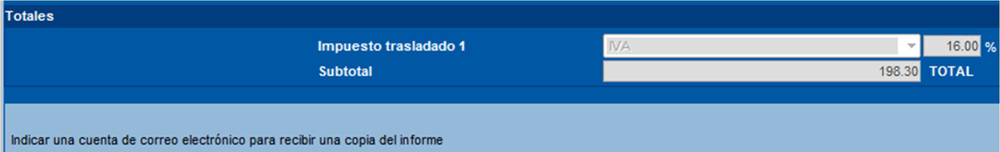 Totales
Impuesto trasladado 1 IVA 16.00 %
Subtotal 198.30 TOTAL
Indicar una cuenta de correo electrónico para recibir una copia del informe